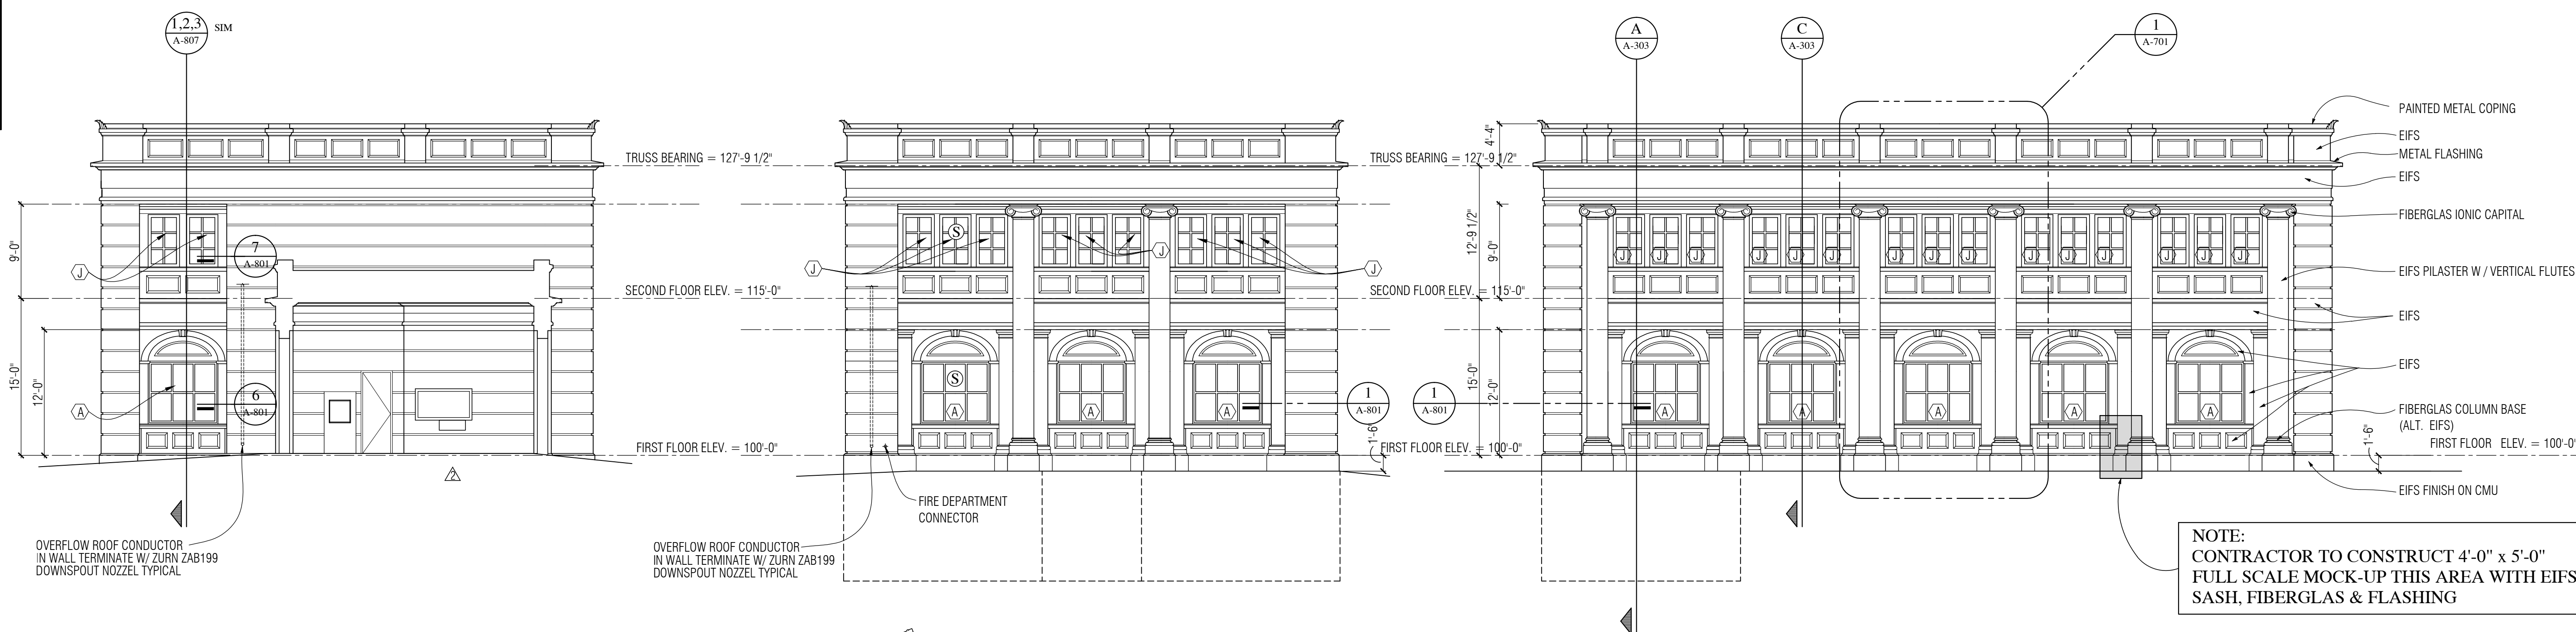 1,2,3
A-807
SIM
A
A-303
C
A-303
1
A-701
TRUSS BEARING = 127'-9 1/2"
SECOND FLOOR ELEV. = 115'-0"
FIRST FLOOR ELEV. = 100'-0"
9'-0"
15'-0"
12'-0"
J
A
7
A-801
6
A-801
2
OVERFLOW ROOF CONDUCTOR
IN WALL TERMINATE W/ ZURN ZAB199
DOWNSPOUT NOZZEL TYPICAL
TRUSS BEARING = 127'-9 1/2"
SECOND FLOOR ELEV. = 115'-0"
FIRST FLOOR ELEV. = 100'-0"
S
J
J
J
S
A
A
A
1
A-801
1'-6"
FIRE DEPARTMENT
CONNECTOR
OVERFLOW ROOF CONDUCTOR
IN WALL TERMINATE W/ ZURN ZAB199
DOWNSPOUT NOZZEL TYPICAL
4'-4"
12'-9 1/2"
9'-0"
15'-0"
12'-0"
1
A-801
J J J J J J J J J J J J J J J
A A A A A
PAINTED METAL COPING
EIFS
METAL FLASHING
EIFS
FIBERGLAS IONIC CAPITAL
EIFS PILASTER W / VERTICAL FLUTES
EIFS
EIFS
FIBERGLAS COLUMN BASE
(ALT. EIFS)
FIRST FLOOR ELEV. = 100'-0"
1'-6"
EIFS FINISH ON CMU
NOTE:
CONTRACTOR TO CONSTRUCT 4'-0" x 5'-0"
FULL SCALE MOCK-UP THIS AREA WITH EIFS
SASH, FIBERGLAS & FLASHING